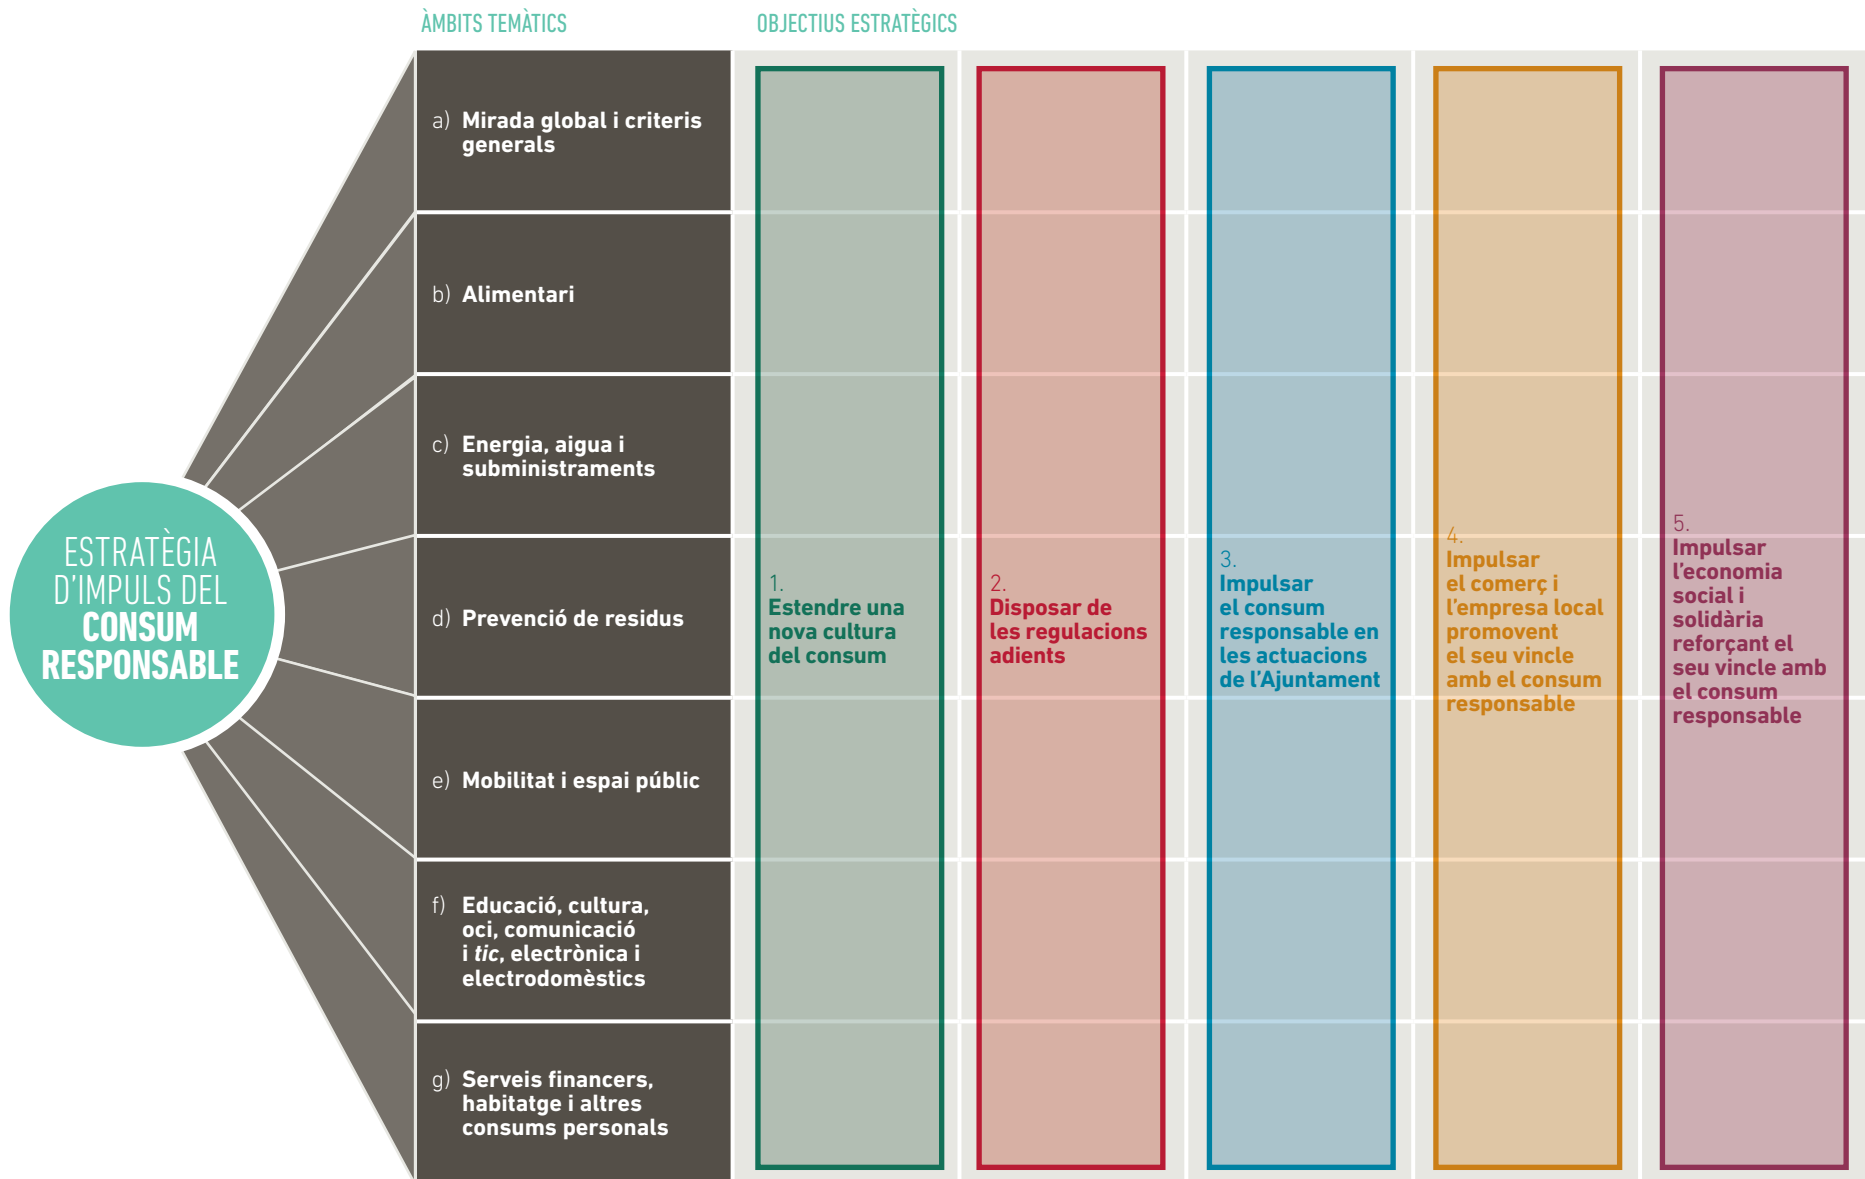 ÀMBITS TEMÀTICS
OBJECTIUS ESTRATÈGICS
ESTRATÈGIA
D'IMPULS DEL
CONSUM
RESPONSABLE
a) Mirada global i criteris
generals
b) Alimentari
c) Energia, aigua i
subministraments
d) Prevenció de residus
e) Mobilitat i espai públic
f) Educació, cultura,
oci, comunicació
i tic, electrònica i
electrodomèstics
g) Serveis financers,
habitatge i altres
consums personals
1.
Estendre una
nova cultura
del consum
2.
Disposar de
les regulacions
adients
3.
Impulsar
el consum
responsable en
les actuacions
de l'Ajuntament
4.
Impulsar
el comerç i
l'empresa local
promovent
el seu vincle
amb el consum
responsable
5.
Impulsar
l'economia
social i
solidària
reforçant el
seu vincle amb
el consum
responsable